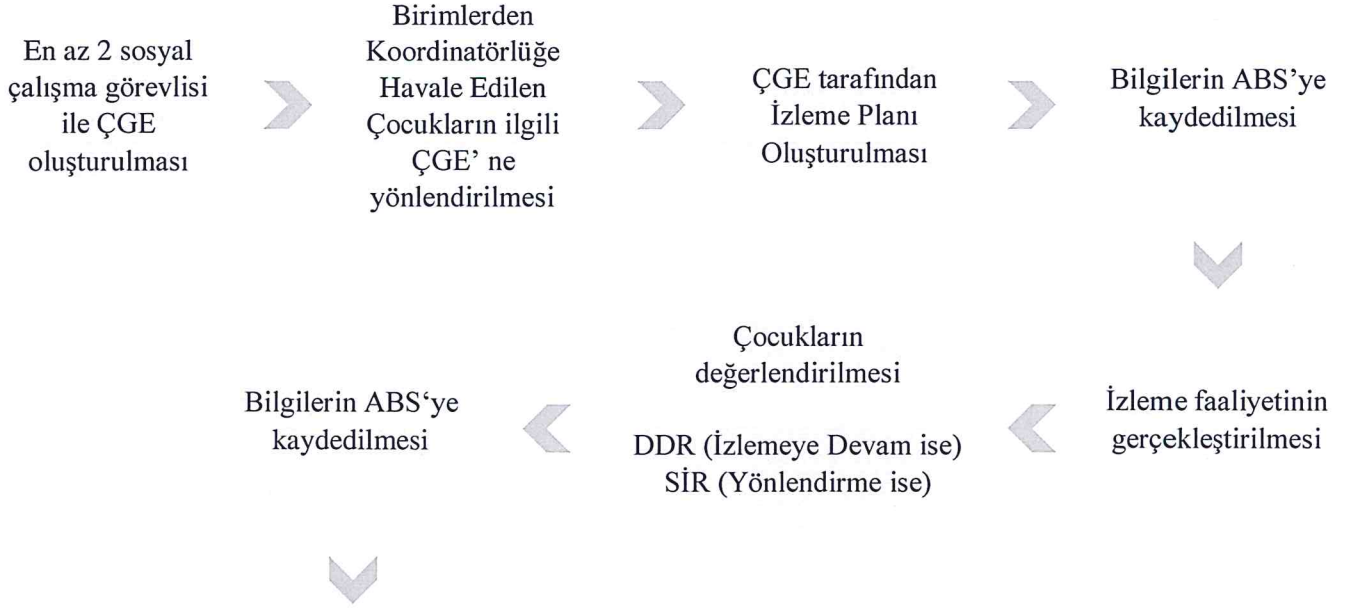 En az 2 sosyal
çalışma görevlisi
ile ÇGE
oluşturulması
Birimlerden
Koordinatörlüğe
Havale Edilen
Çocukların ilgili
ÇGE’ ne
yönlendirilmesi
ÇGE tarafından
İzleme Planı
Oluşturulması
Bilgilerin ABS’ye
kaydedilmesi
İzleme faaliyetinin
gerçekleştirilmesi
Çocukların
değerlendirilmesi
DDR (İzlemeye Devam ise)
SİR (Yönlendirme ise)
Bilgilerin ABS‘ye
kaydedilmesi